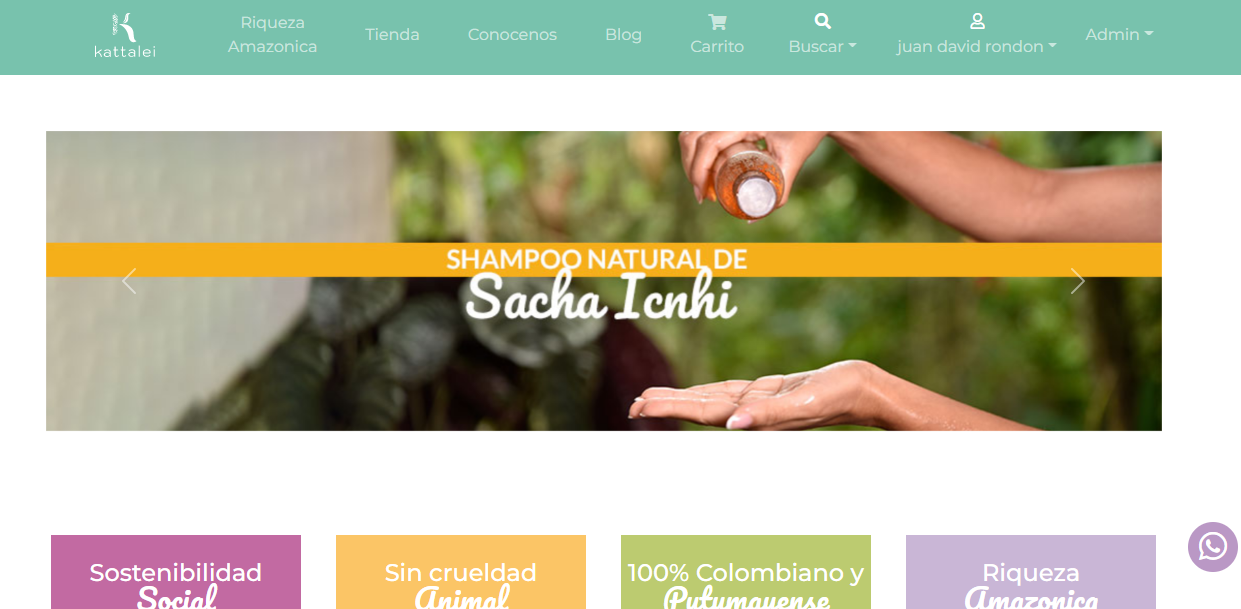 kattalei
Riqueza
Amazonica
Tienda
Conocenos
Blog
Carrito
Buscar
juan david rondon
Admin
SHAMPOO NATURAL DE
Sacha Icnhi
Sostenibilidad
Social
Sin crueldad
Animal
100% Colombiano y
Putumayense
Riqueza
Amazonica